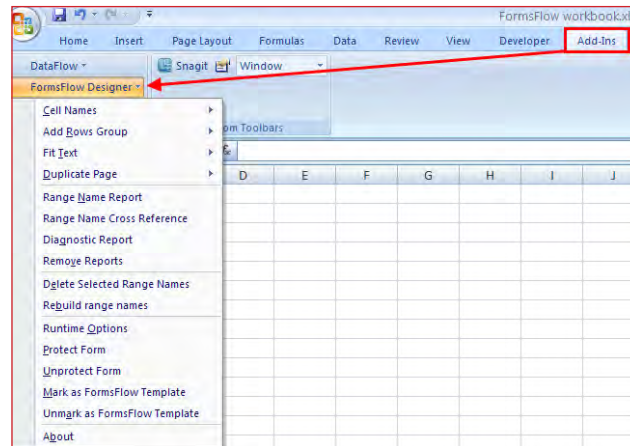 FormsFlow workbook.xl
Home Insert Page Layout Formulas Data Review View Developer Add-Ins
DataFlow Snagit Window
FormsFlow Designer
om Toolbars
Cell Names
Add Rows Group
Fit Text
Duplicate Page
D E F G H I J
Range Name Report
Range Name Cross Reference
Diagnostic Report
Remove Reports
Delete Selected Range Names
Rebuild range names
Runtime Options
Protect Form
Unprotect Form
Mark as FormsFlow Template
Unmark as FormsFlow Template
About